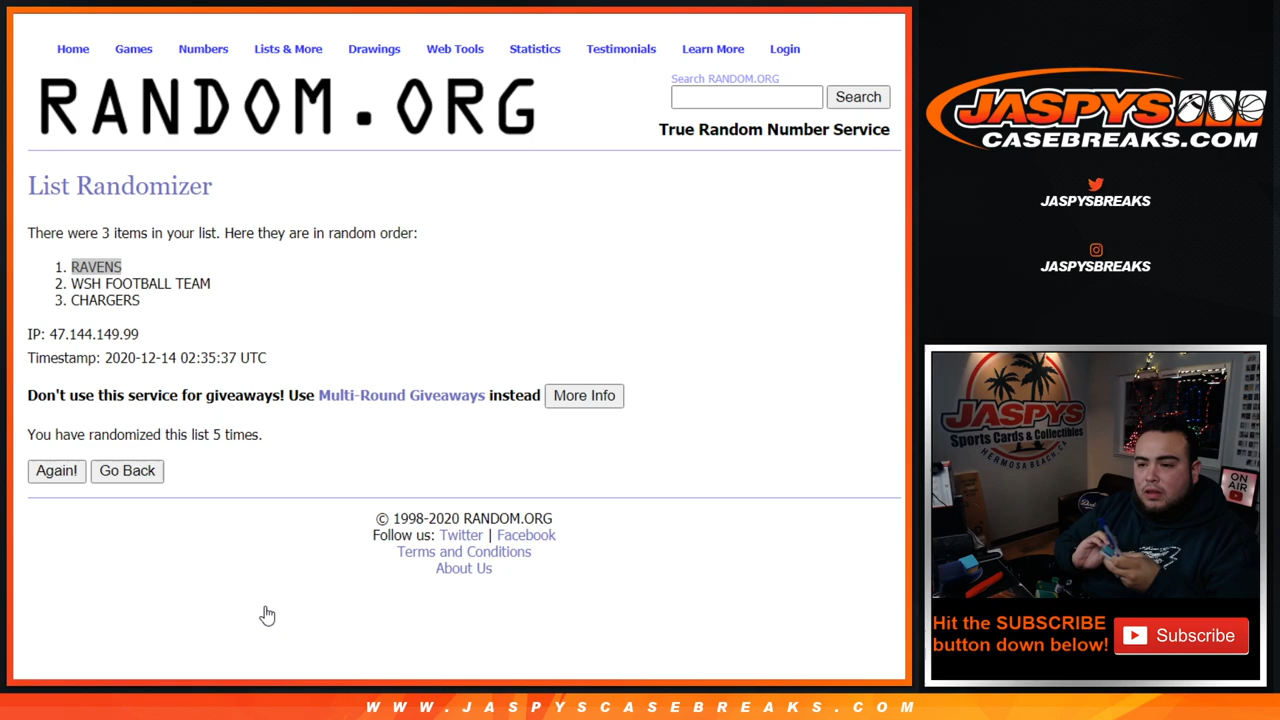 Home Games Numbers Lists & More Drawings Web Tools Statistics Testimonials Learn More Login
RANDOM.ORG
Search RANDOM.ORG
Search
True Random Number Service
List Randomizer
There were 3 items in your list. Here they are in random order:
1. RAVENS
2. WSH FOOTBALL TEAM
3. CHARGERS
IP: 47.144.149.99
Timestamp: 2020-12-14 02:35:37 UTC
Don't use this service for giveaways! Use Multi-Round Giveaways instead More Info
You have randomized this list 5 times.
Again! Go Back
© 1998-2020 RANDOM.ORG
Follow us: Twitter | Facebook
Terms and Conditions
About Us
JASPYS
CASEBREAKS.COM
JASPYSBREAKS
JASPYSBREAKS
JASPYS
Sports Cards & Collectibles
HERMOSA BEACH, CA
ON
AIR
Hit the SUBSCRIBE
button down below!
Subscribe
WWW.JASPYSCASEBREAKS.COM